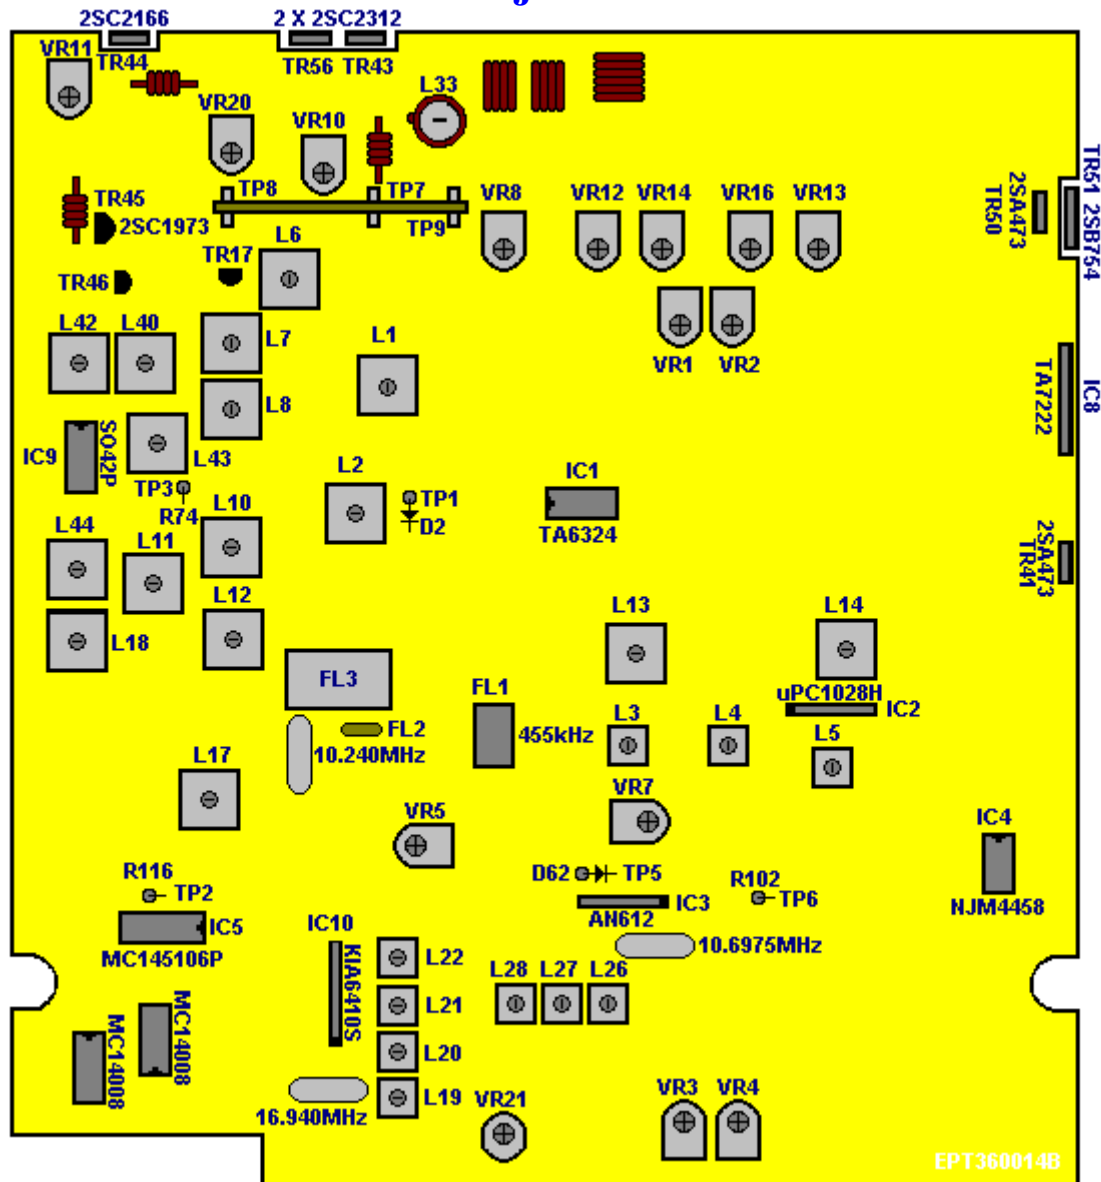 2SC2166
2 X 2SC2312
VR11
TR44
TR56
TR43
L33
VR20
VR10
TP8
TP7
TP9
VR8
VR12
VR14
VR16
VR13
2SA473
TR50
TR51 2SB754
TR45
2SC1973
TR17
L6
TR46
L42
L40
L7
L1
VR1
VR2
L8
TA7222
IC8
IC9
SO42P
L43
TP3
R74
L2
TP1
D2
IC1
TA6324
L44
L11
L10
2SA473
TR41
L12
L18
L13
L14
FL3
FL1
uPC1028H
IC2
FL2
10.240MHz
455kHz
L3
L4
L5
L17
VR5
VR7
IC4
NJM4458
R116
TP2
D62
TP5
R102
TP6
IC5
MC145106P
IC10
KIA6410S
AN612
IC3
10.6975MHz
L22
L28
L27
L26
L21
MC14008
MC14008
L20
16.940MHz
L19
VR21
VR3
VR4
EPT360014B